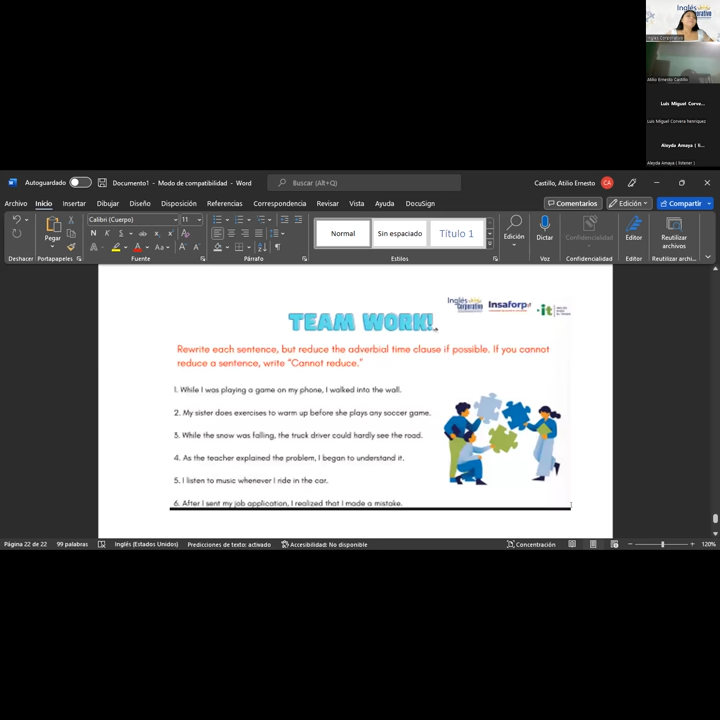 Inglés Corporativo
Inglés Corporativo
Atilio Ernesto Castillo
Luis Miguel Corve...
Luis Miguel Corvera henriquez
Aleyda Amaya ( li...
Aleyda Amaya ( listener )
Autoguardado Documento1 - Modo de compatibilidad - Word Buscar (Alt+Q) Castillo, Atilio Ernesto CA
Archivo Inicio Insertar Dibujar Diseño Disposición Referencias Correspondencia Revisar Vista Ayuda DocuSign Comentarios Edición Compartir
Pegar Calibri (Cuerpo) 11 Normal Sin espaciado Título 1 Edición Dictar Confidencialidad Editor Reutilizar archivos
N K S ab x x A
A A Aa A A
Deshacer Portapapeles Fuente Párrafo Estilos Voz Confidencialidad Editor Reutilizar archi...
Inglés Corporativo Insaforp it
TEAM WORK!
Rewrite each sentence, but reduce the adverbial time clause if possible. If you cannot
reduce a sentence, write “Cannot reduce.”
1. While I was playing a game on my phone, I walked into the wall.
2. My sister does exercises to warm up before she plays any soccer game.
3. While the snow was falling, the truck driver could hardly see the road.
4. As the teacher explained the problem, I began to understand it.
5. I listen to music whenever I ride in the car.
6. After I sent my job application, I realized that I made a mistake.
Página 22 de 22 99 palabras Inglés (Estados Unidos) Predicciones de texto: activado Accesibilidad: No disponible Concentración 120%